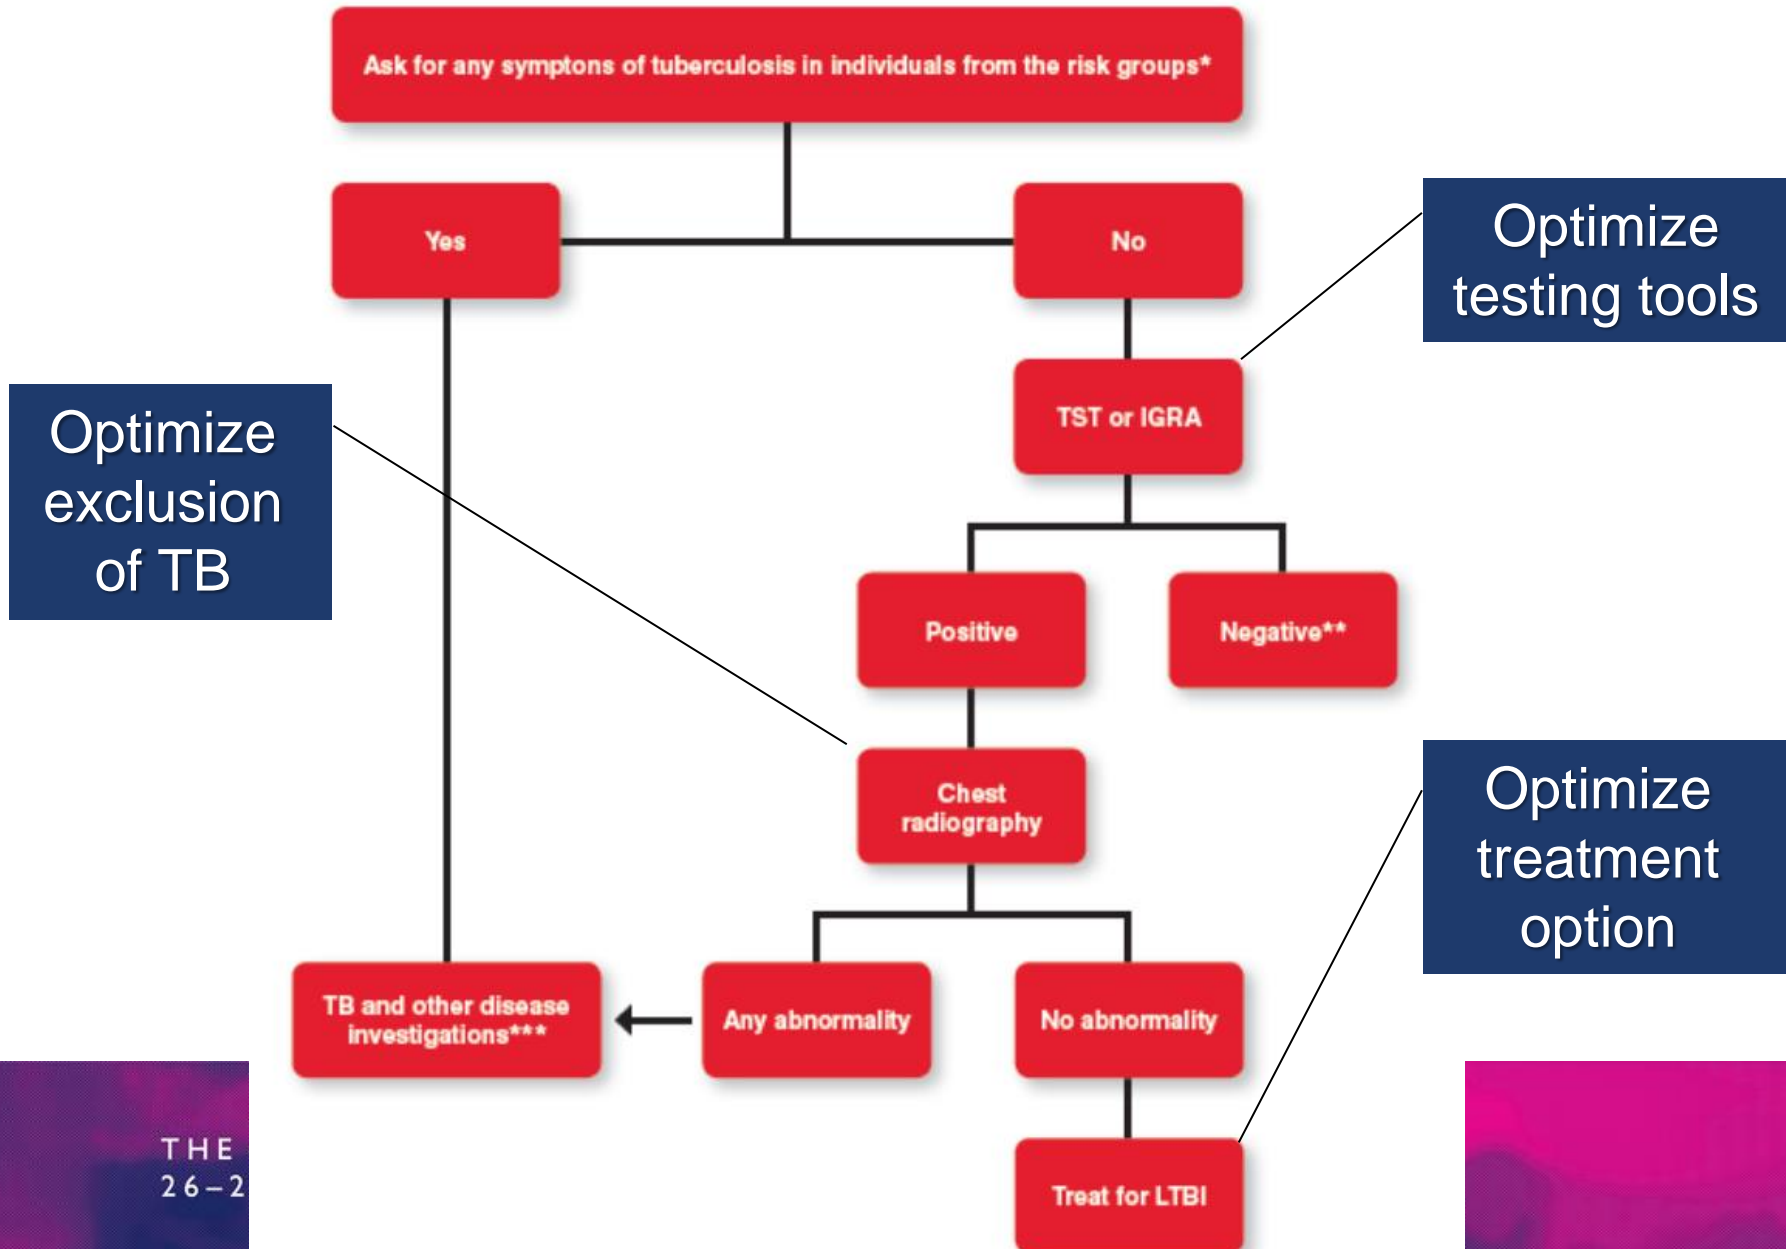 Ask for any symptons of tuberculosis in individuals from the risk groups*
Yes
No
Optimize
testing tools
TST or IGRA
Optimize
exclusion
of TB
Positive
Negative**
Chest
radiography
Optimize
treatment
option
TB and other disease
investigations***
Any abnormality
No abnormality
Treat for LTBI
THE
26–2